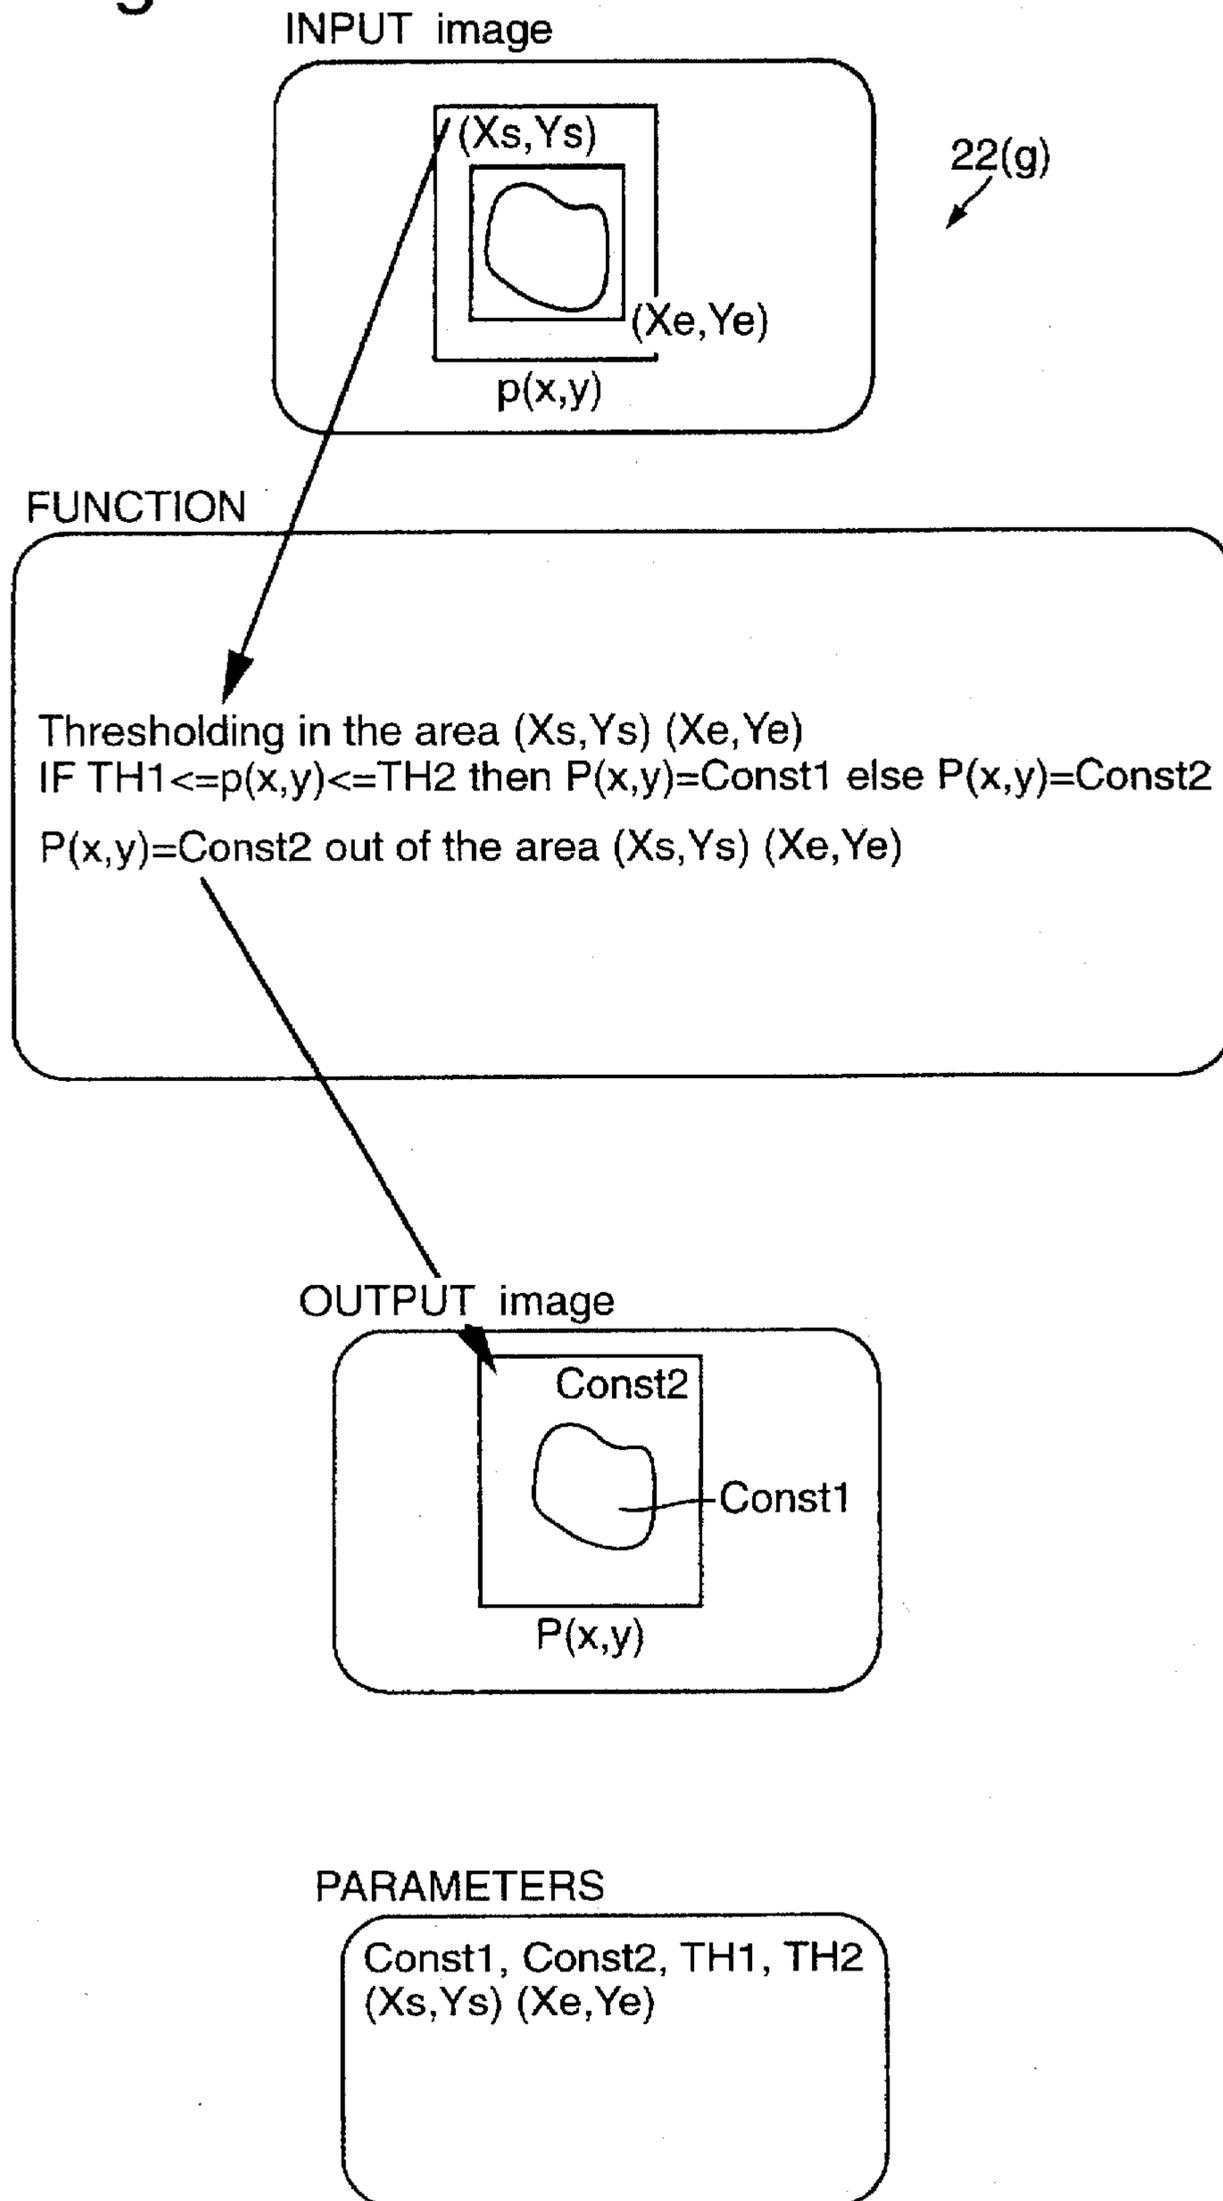 INPUT image
(Xs,Ys)
22(g)
(Xe,Ye)
p(x,y)
FUNCTION
Thresholding in the area (Xs,Ys) (Xe,Ye)
IF TH1<=p(x,y)<=TH2 then P(x,y)=Const1 else P(x,y)=Const2
P(x,y)=Const2 out of the area (Xs,Ys) (Xe,Ye)
OUTPUT image
Const2
Const1
P(x,y)
PARAMETERS
Const1, Const2, TH1, TH2
(Xs,Ys) (Xe,Ye)